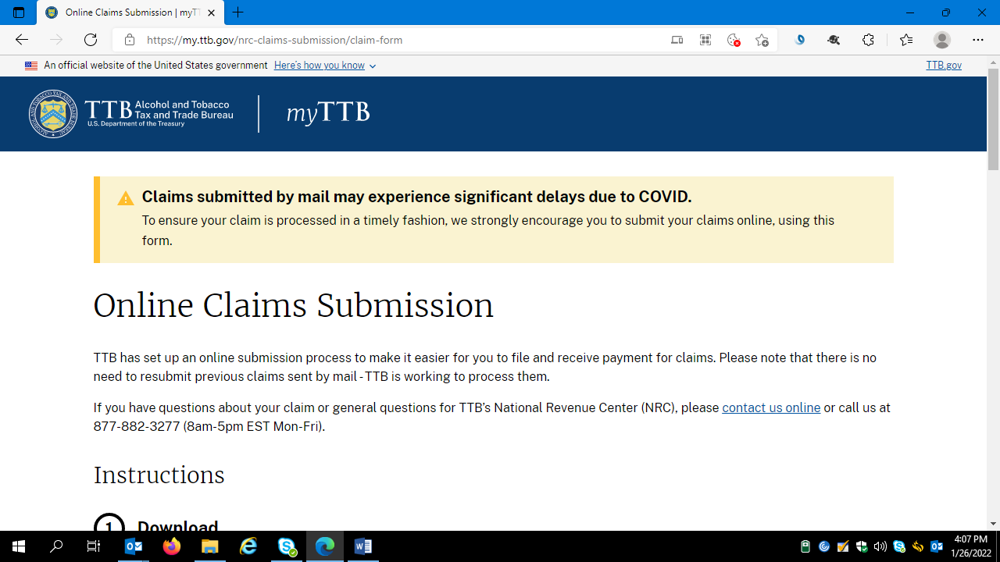 Online Claims Submission | myT
https://my.ttb.gov/nrc-claims-submission/claim-form
An official website of the United States government Here's how you know
TTB.gov
TTB Alcohol and Tobacco
Tax and Trade Bureau
U.S. Department of the Treasury
myTTB
Claims submitted by mail may experience significant delays due to COVID.
To ensure your claim is processed in a timely fashion, we strongly encourage you to submit your claims online, using this
form.
Online Claims Submission
TTB has set up an online submission process to make it easier for you to file and receive payment for claims. Please note that there is no
need to resubmit previous claims sent by mail - TTB is working to process them.
If you have questions about your claim or general questions for TTB's National Revenue Center (NRC), please contact us online or call us at
877-882-3277 (8am-5pm EST Mon-Fri).
Instructions
1 Download
4:07 PM
1/26/2022